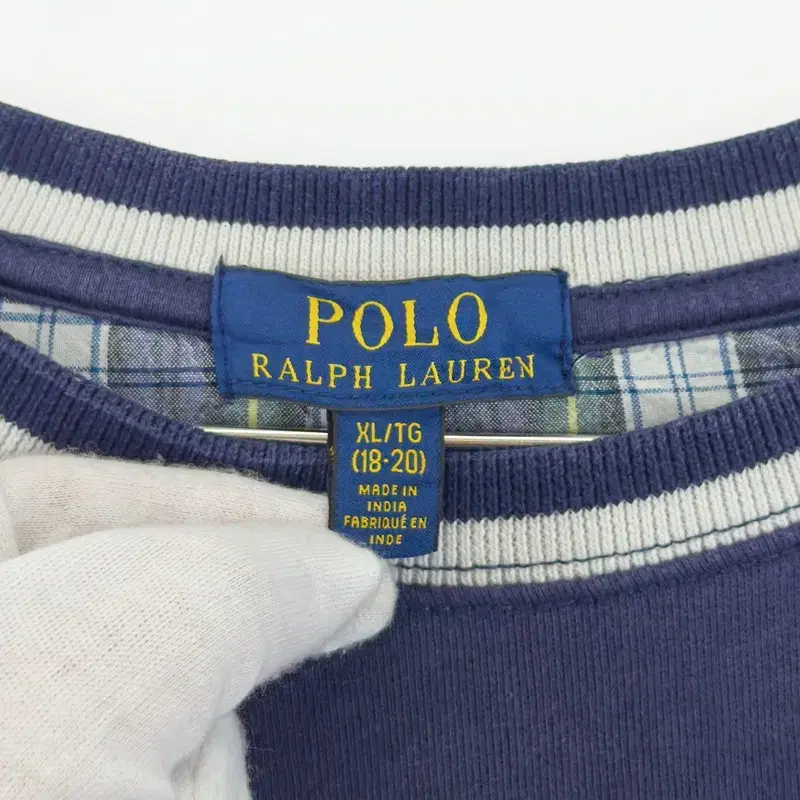 POLO
RALPH LAUREN
XL/TG
(18-20)
MADE IN
INDIA
FABRIQUÉ EN
INDE